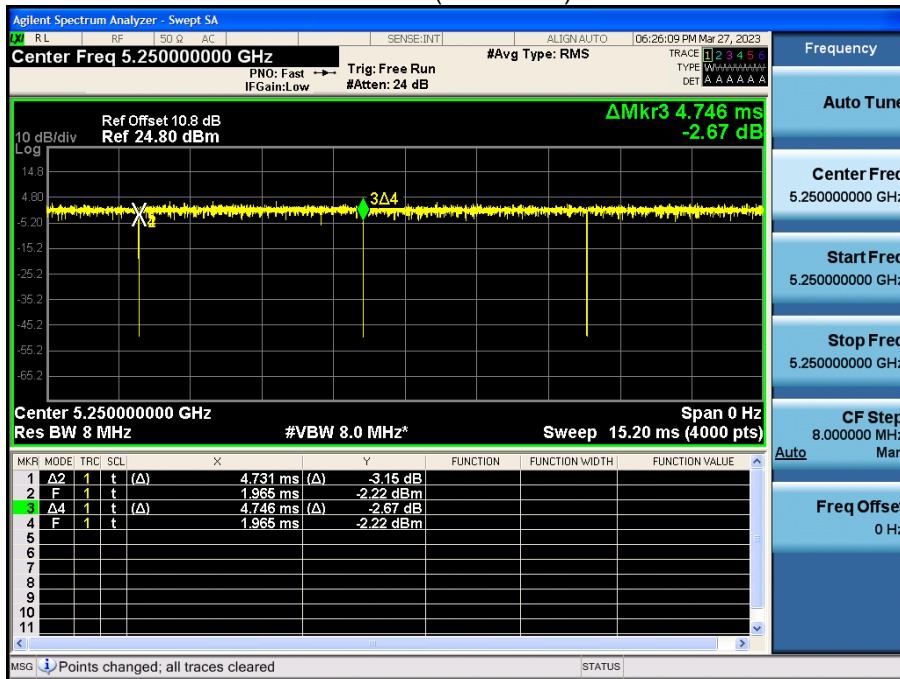 Agilent Spectrum Analyzer - Swept SA
LXI RL RF 50 Ω AC SENSE:INT ALIGN AUTO 06:26:09 PM Mar 27, 2023
Center Freq 5.250000000 GHz
PNO: Fast
IFGain:Low
Trig: Free Run
#Atten: 24 dB
#Avg Type: RMS
TRACE 1 2 3 4 5 6
TYPE
DET A A A A A A
ΔMkr3 4.746 ms
-2.67 dB
Ref Offset 10.8 dB
10 dB/div Ref 24.80 dBm
Log
14.8
4.80
-5.20
-15.2
-25.2
-35.2
-45.2
-55.2
-65.2
3Δ4
Center 5.250000000 GHz Span 0 Hz
Res BW 8 MHz #VBW 8.0 MHz* Sweep 15.20 ms (4000 pts)
MKR MODE TRC SCL X Y FUNCTION FUNCTION WIDTH FUNCTION VALUE
1 Δ2 1 t (Δ) 4.731 ms (Δ) -3.15 dB
2 F 1 t 1.965 ms -2.22 dBm
3 Δ4 1 t (Δ) 4.746 ms (Δ) -2.67 dB
4 F 1 t 1.965 ms -2.22 dBm
5
6
7
8
9
10
11
MSG Points changed; all traces cleared STATUS
Frequency
Auto Tune
Center Freq
5.250000000 GHz
Start Freq
5.250000000 GHz
Stop Freq
5.250000000 GHz
CF Step
8.000000 MHz
Auto Man
Freq Offset
0 Hz